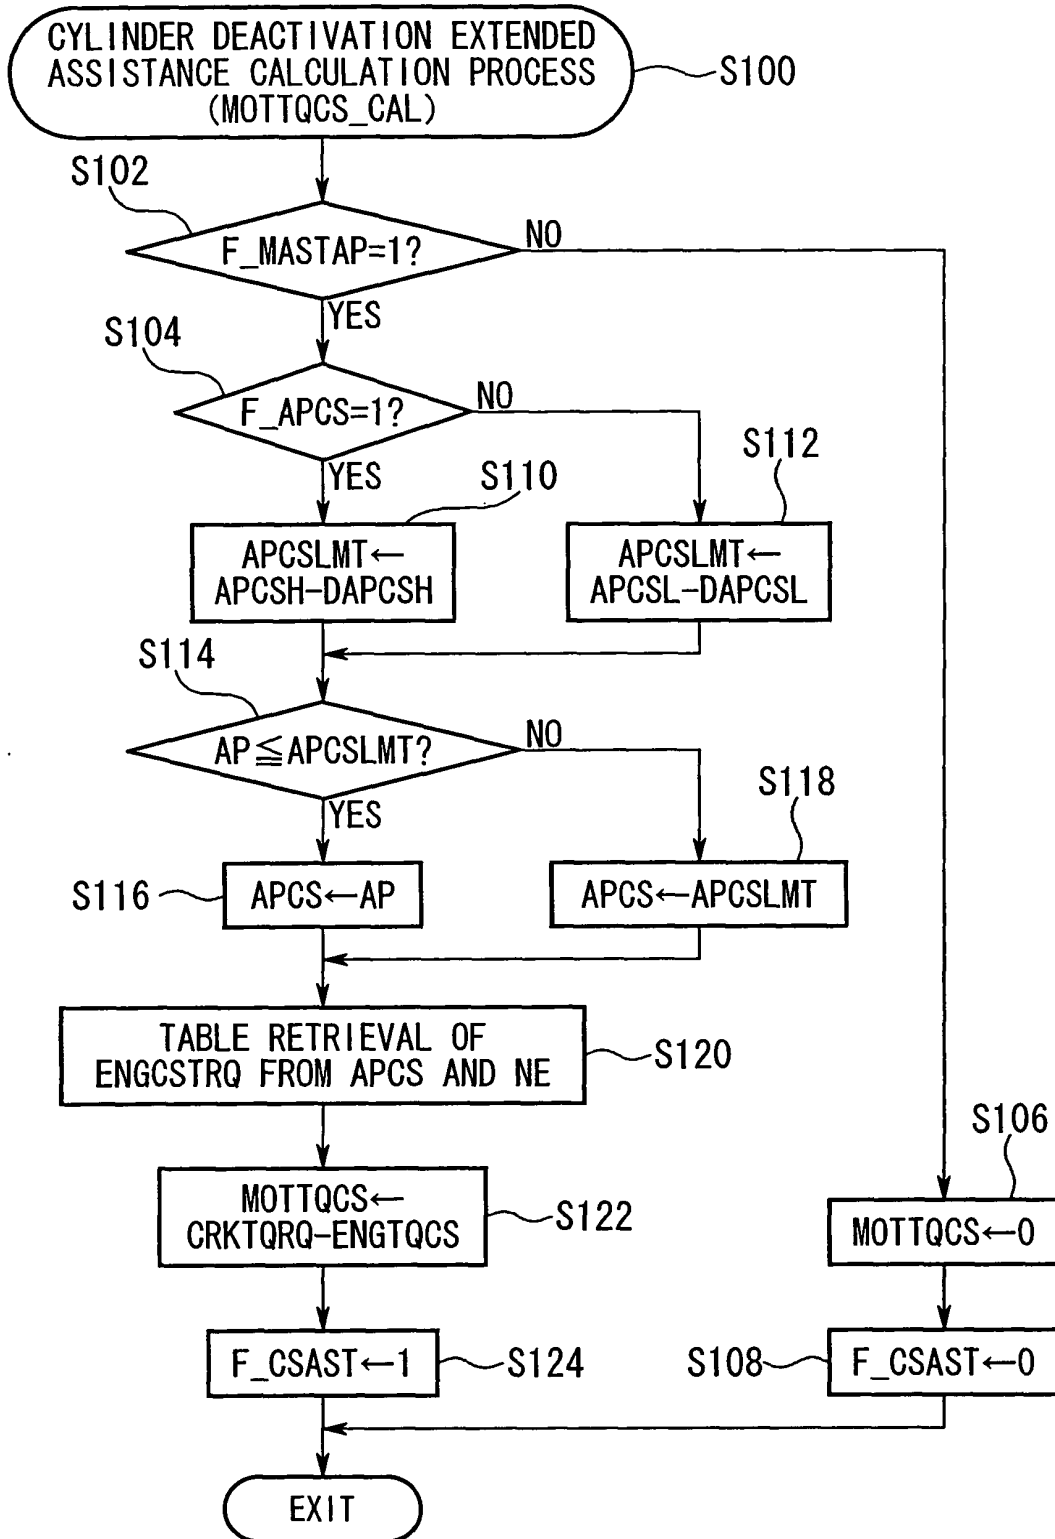 CYLINDER DEACTIVATION EXTENDED
ASSISTANCE CALCULATION PROCESS
(MOTTQCS_CAL)
S100
S102
F_MASTAP=1?
NO
YES
S104
F_APCS=1?
NO
YES
S110
S112
APCSLMT←
APCSH-DAPCSH
APCSLMT←
APCSL-DAPCSL
S114
AP≦APCSLMT?
NO
YES
S118
S116
APCS←AP
APCS←APCSLMT
TABLE RETRIEVAL OF
ENGCSTRQ FROM APCS AND NE
S120
S106
MOTTQCS←
CRKTQRQ-ENGTQCS
S122
MOTTQCS←0
F_CSAST←1
S124
S108
F_CSAST←0
EXIT